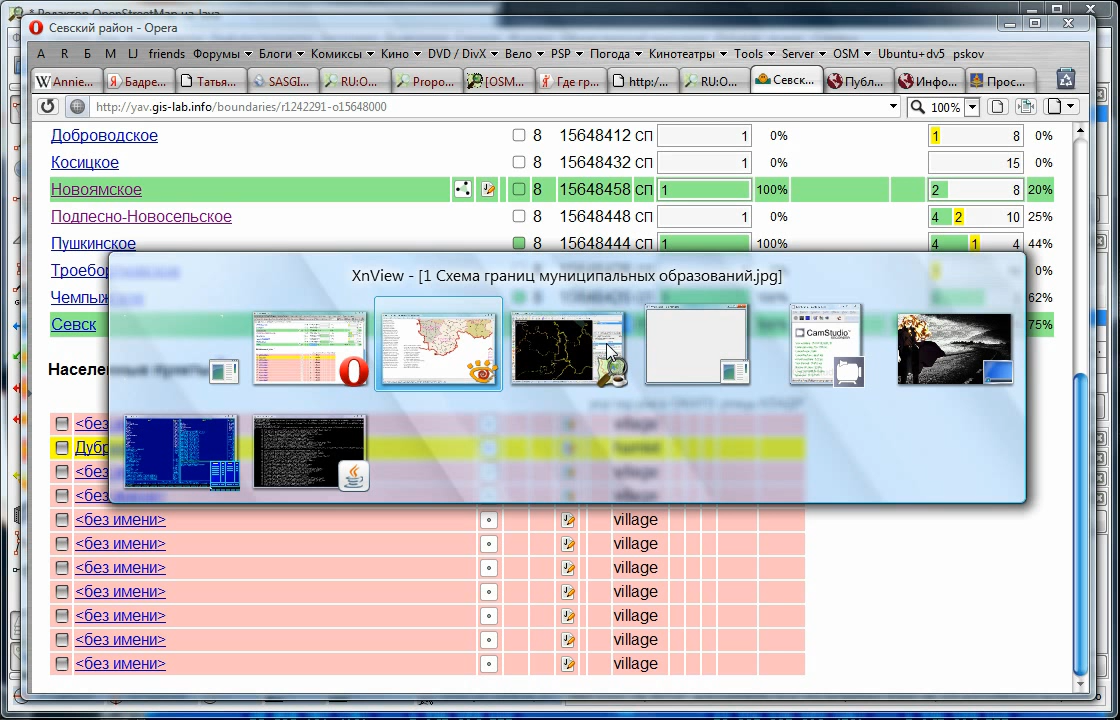 * Редактор OpenStreetMap на Java
Севский район - Opera
A R Б M LJ friends Форумы Блоги Комиксы Кино DVD / DivX Вело PSP Погода Кинотеатры Tools Server OSM Ubuntu+dv5 pskov
Annie... Бадре... Татья... SASGI... RU:O... Propo... [OSM... Где гр... http:/... RU:O... Севск... Публ... Инфо... Прос...
http://yav.gis-lab.info/boundaries/r1242291-o15648000 100%
Доброводское 8 15648412 СП 1 0% 1 8 0%
Косицкое 8 15648432 СП 1 0% 15 0%
Новоямское 8 15648458 СП 1 100% 2 8 20%
Подлесно-Новосельское 8 15648448 СП 1 0% 4 2 10 25%
Пушкинское 8 15648444 СП 1 100% 4 1 4 44%
XnView - [1 Схема границ муниципальных образований.jpg]
0%
62%
Севск 75%
CamStudio
village
<без имени> village
<без имени> village
<без имени> village
<без имени> village
<без имени> village
<без имени> village
<без имени> village